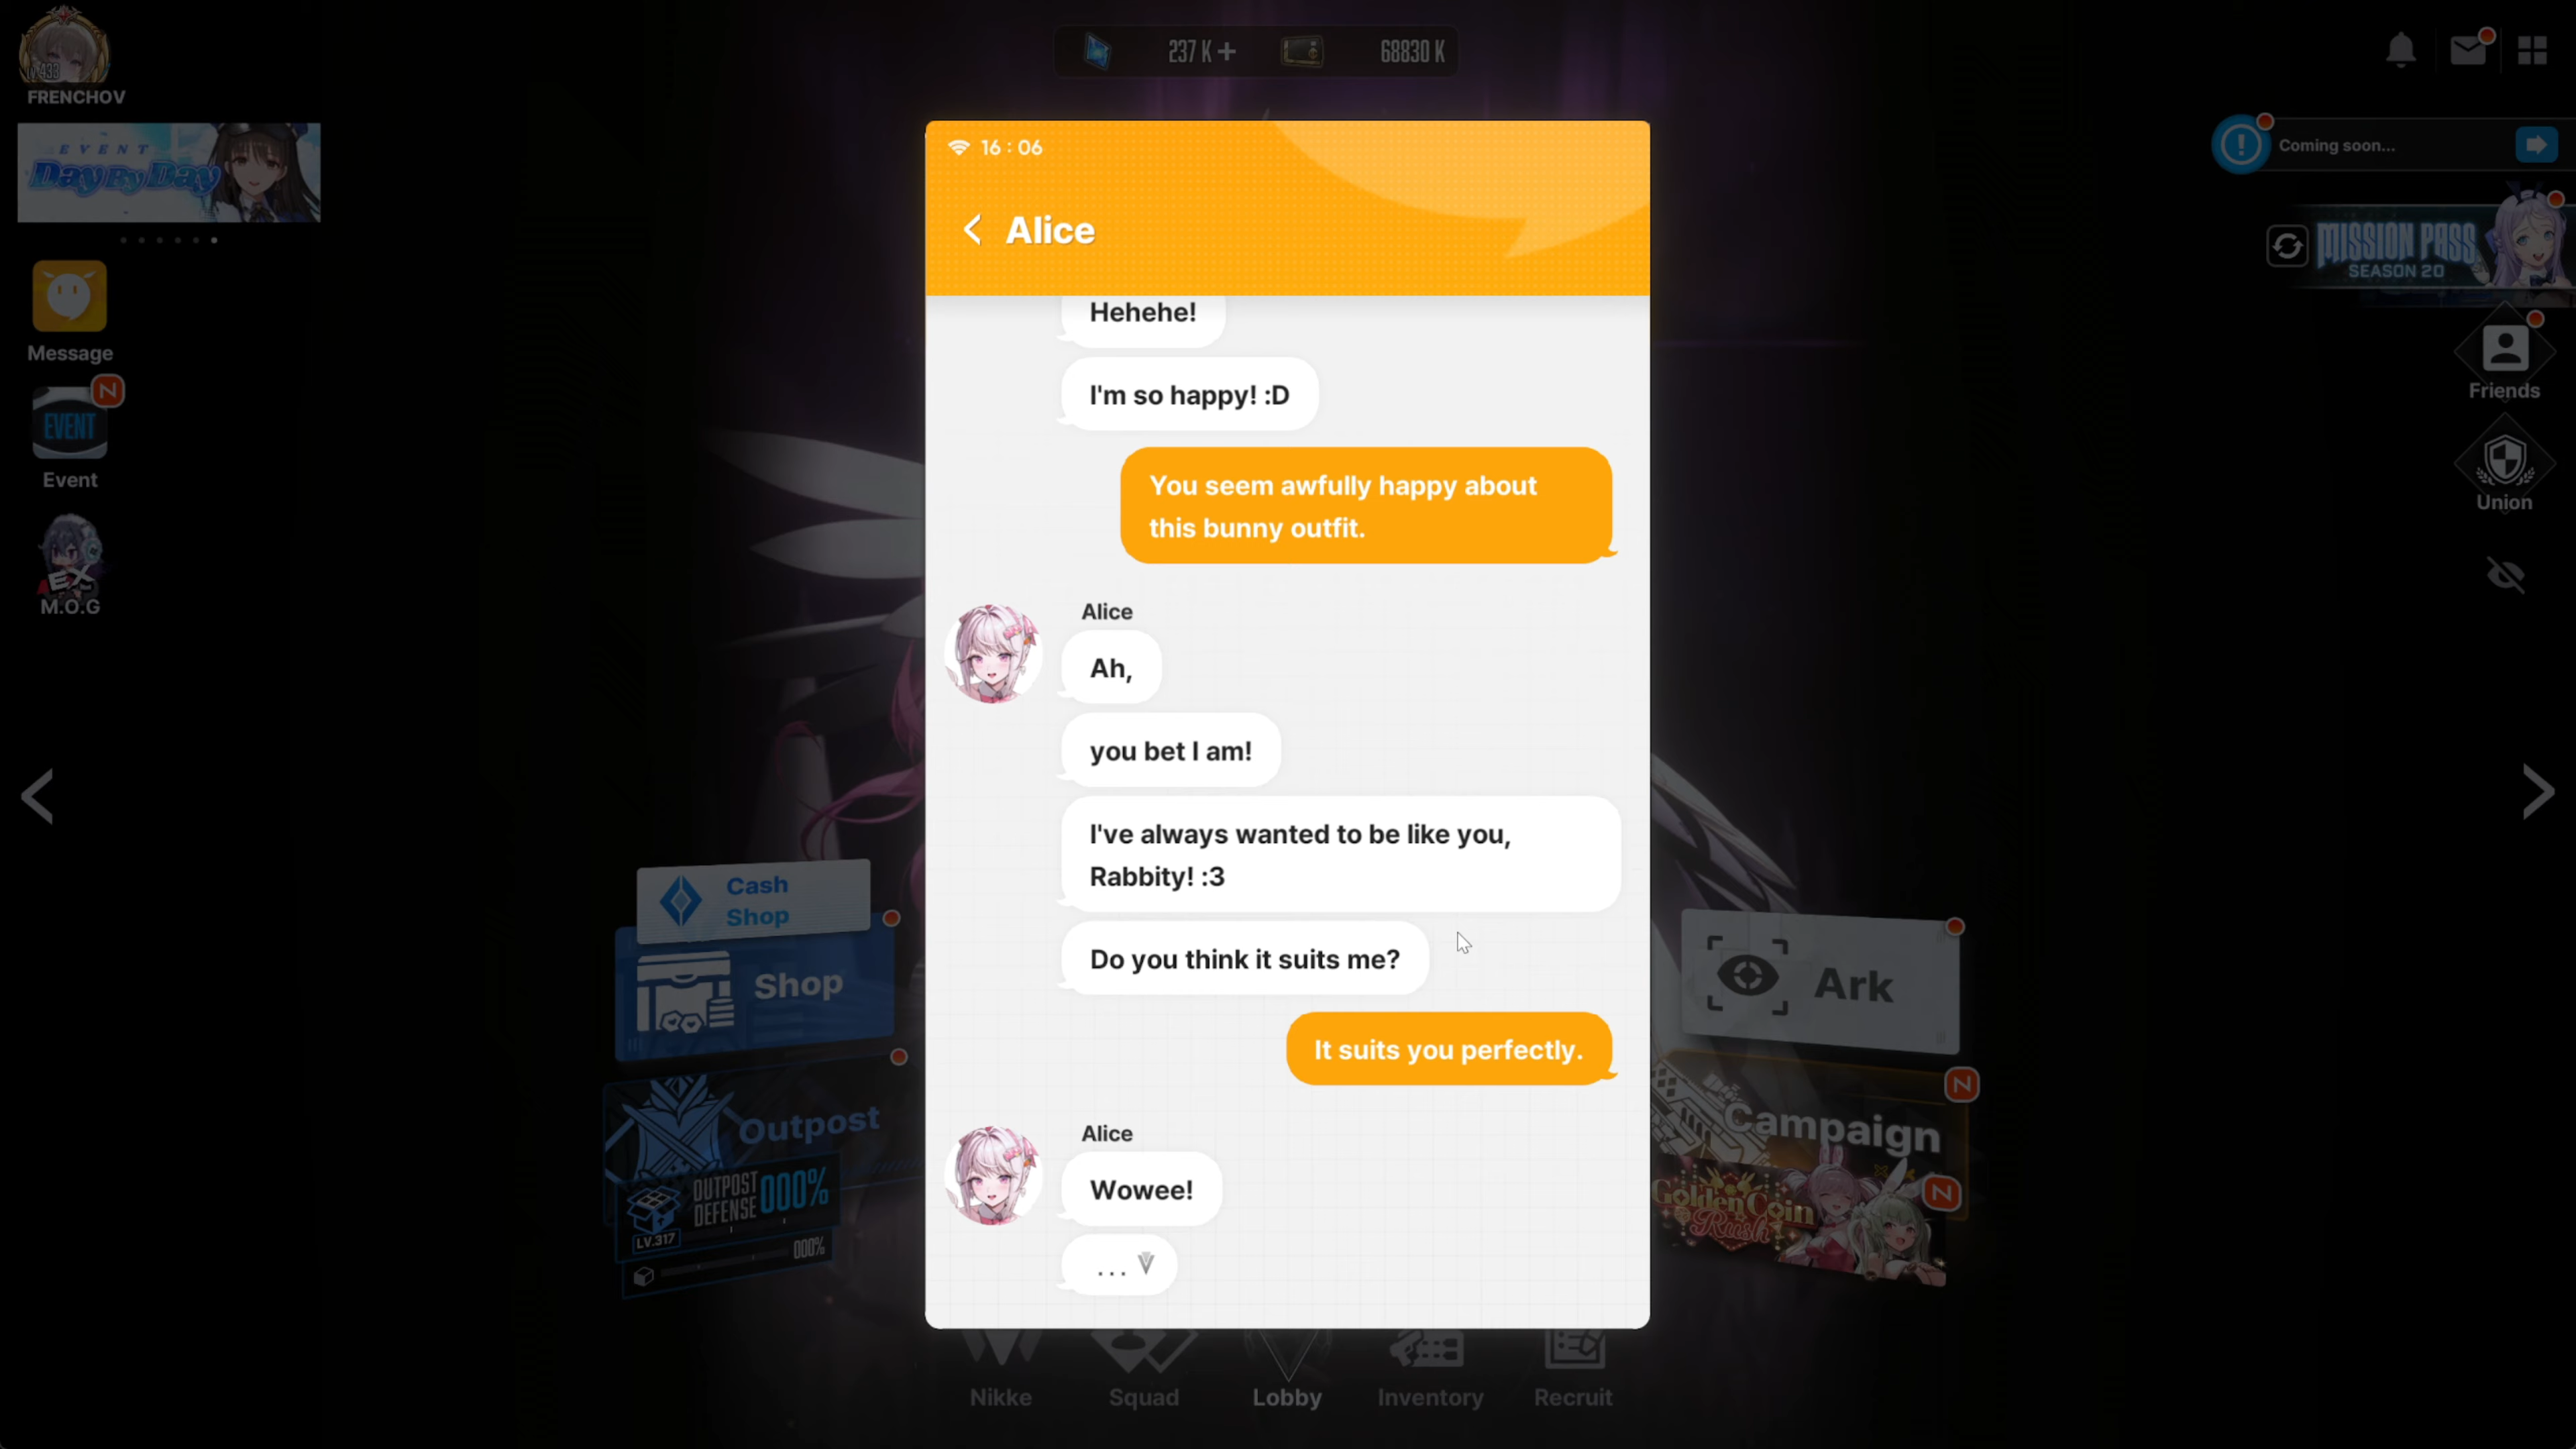 LV.433
FRENCHOV
237 K +
68830 K
EVENT
Day By Day
Message
N
EVENT
Event
EX
M.O.G
Coming soon...
MISSION PASS
SEASON 20
Friends
Union
16 : 06
Alice
Hehehe!
I'm so happy! :D
You seem awfully happy about
this bunny outfit.
Alice
Ah,
you bet I am!
I've always wanted to be like you,
Rabbity! :3
Do you think it suits me?
It suits you perfectly.
Alice
Wowee!
...
Cash
Shop
Shop
Outpost
OUTPOST
DEFENSE
000%
LV.317
000%
Ark
N
Campaign
Golden Coin
Rush
N
Nikke
Squad
Lobby
Inventory
Recruit